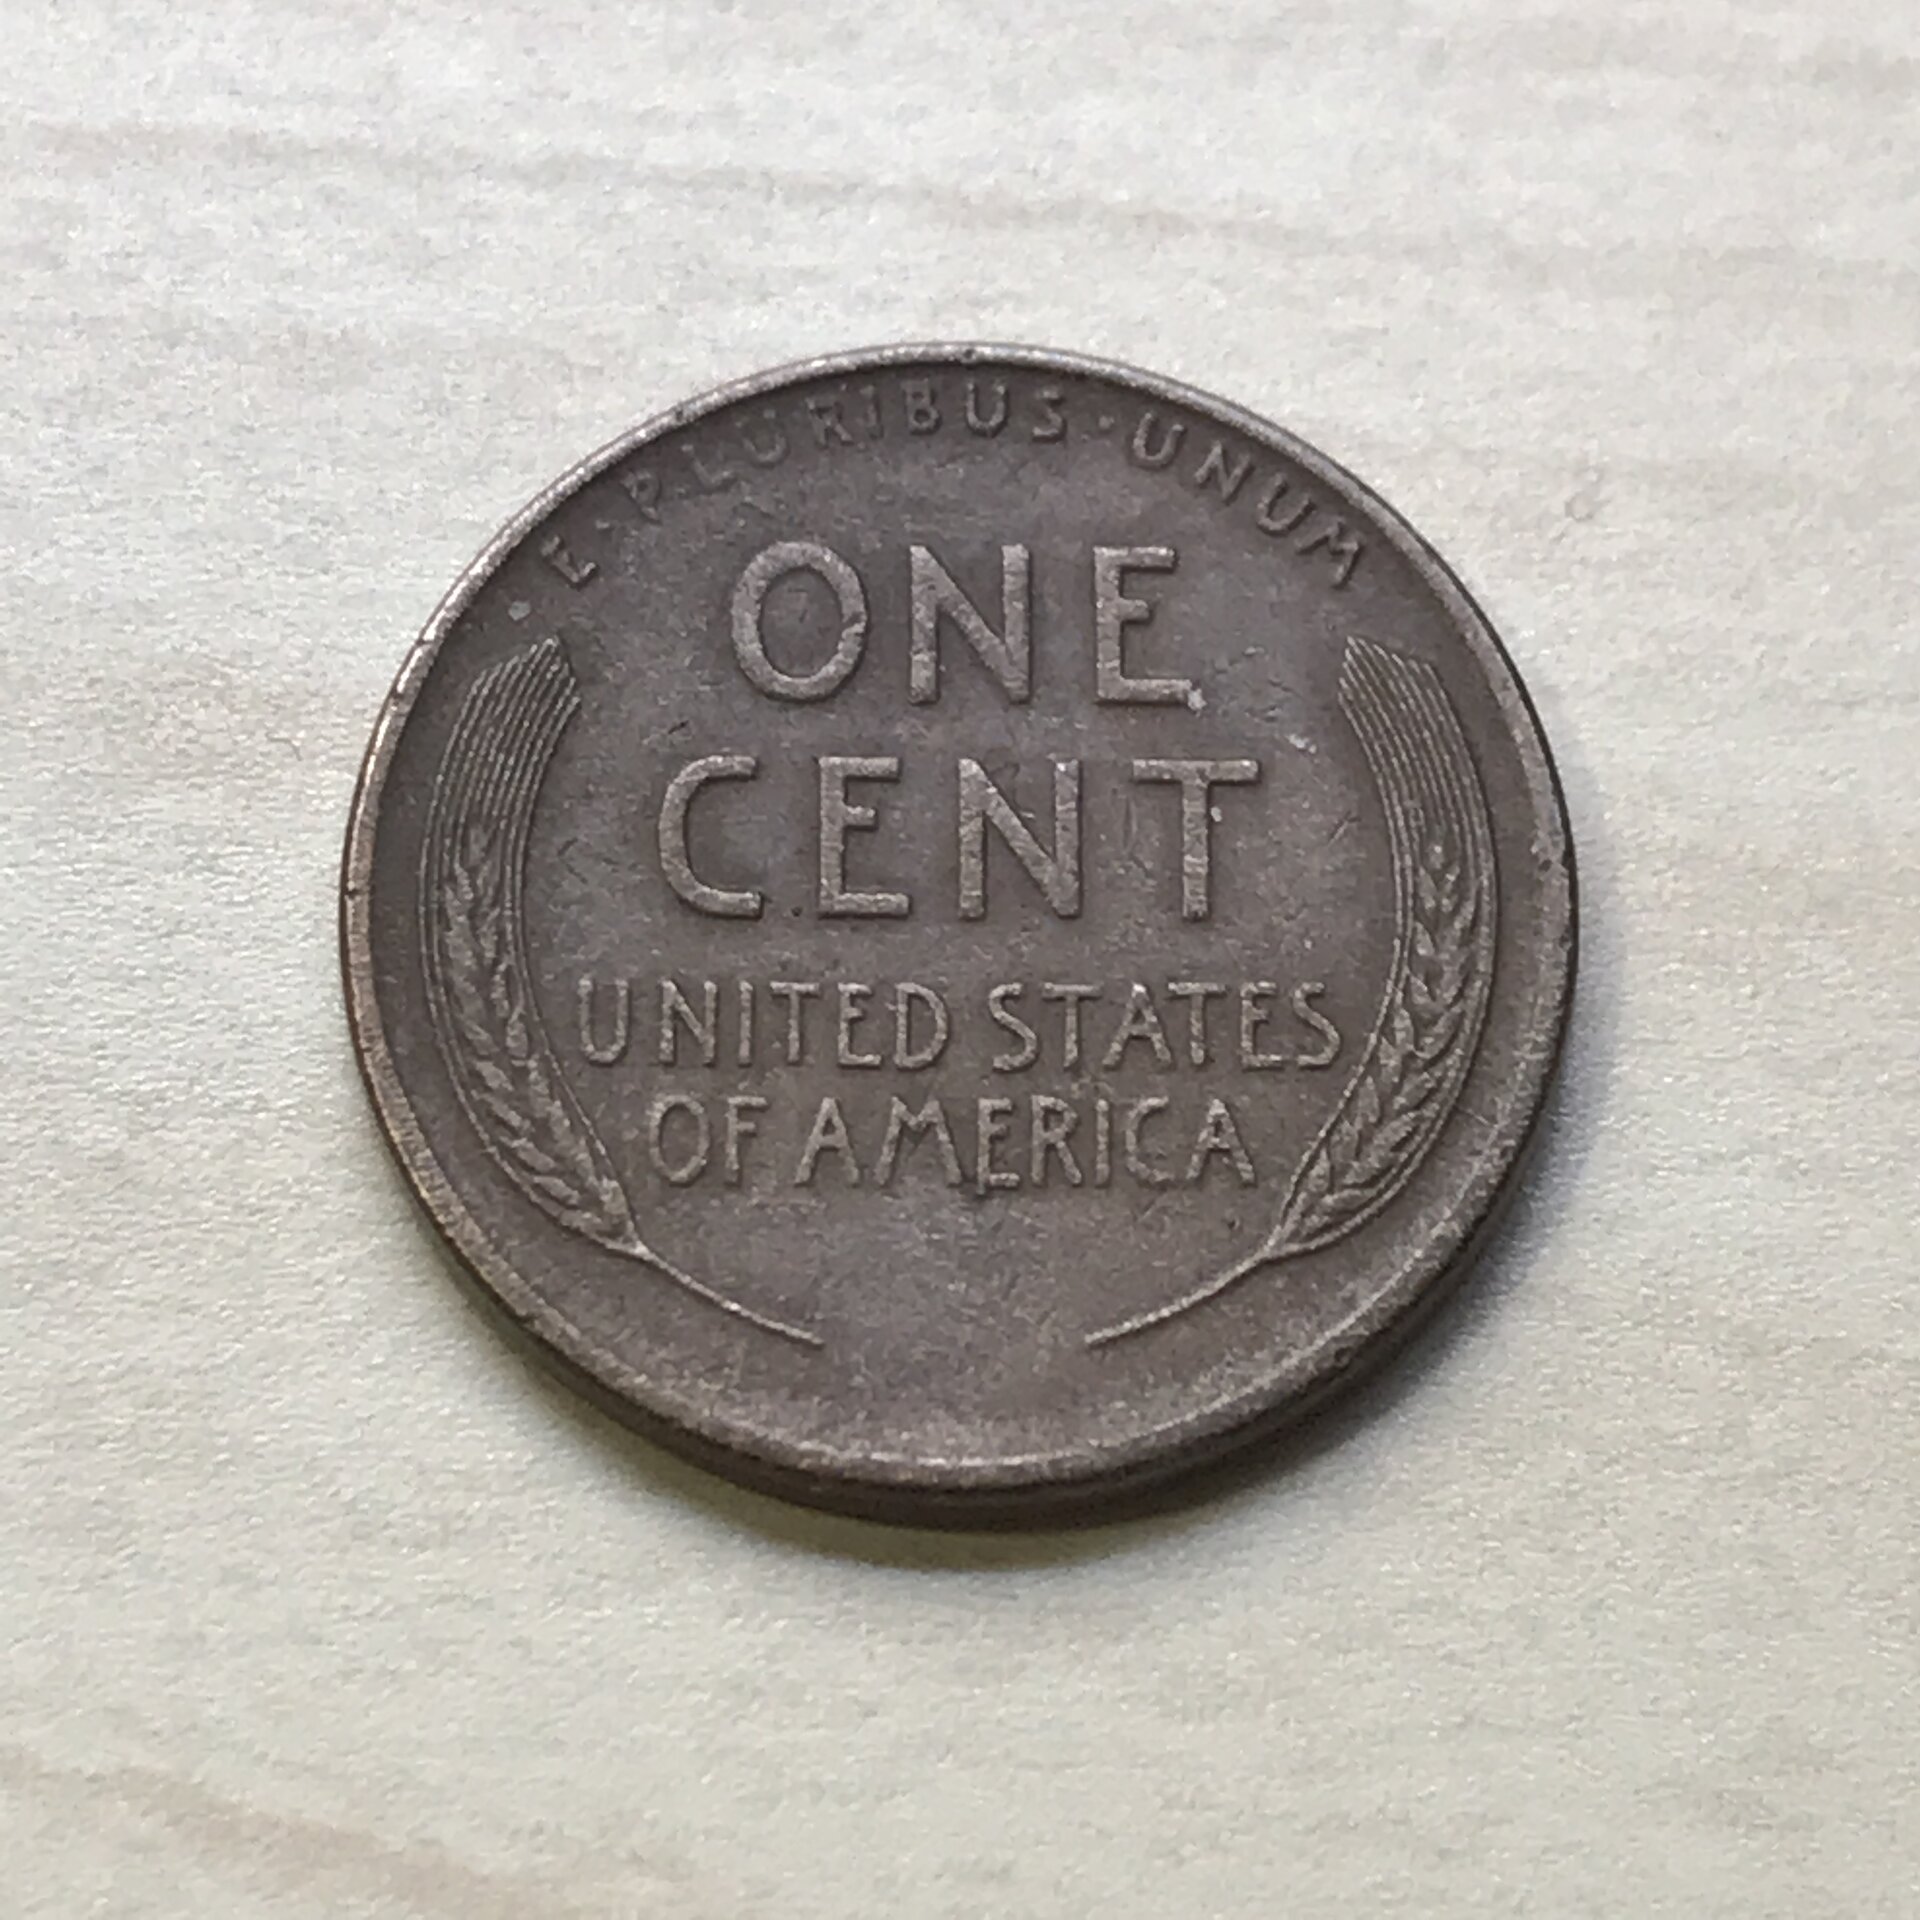 E·PLURIBUS·UNUM
ONE
CENT
UNITED STATES
OF AMERICA